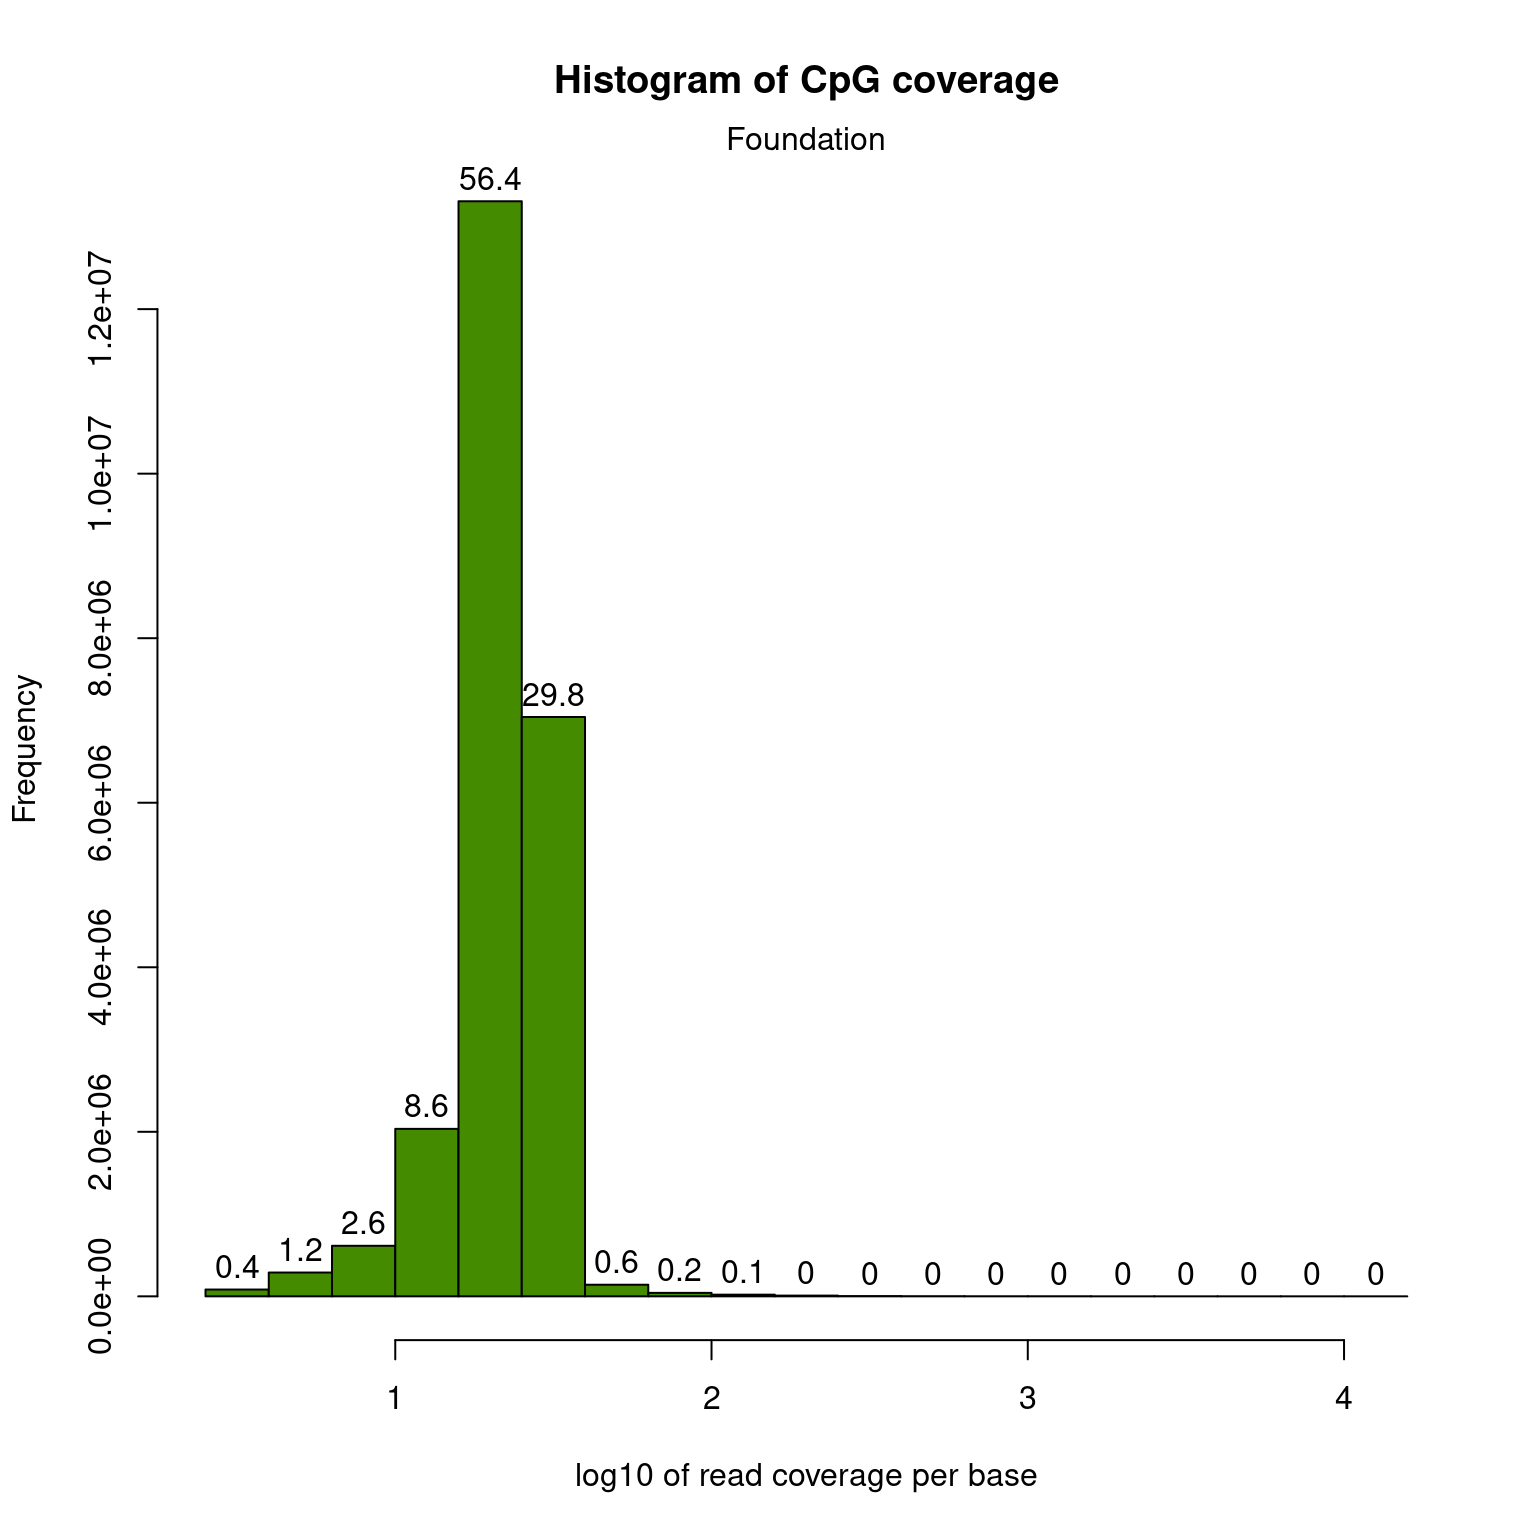 Histogram of CpG coverage
Foundation
56.4
29.8
8.6
2.6
1.2
0.4
0.6
0.2
0.1
0
0
0
0
0
0
0
0
0
0
1.2e+07
1.0e+07
8.0e+06
6.0e+06
4.0e+06
2.0e+06
0.0e+00
Frequency
1 2 3 4
log10 of read coverage per base